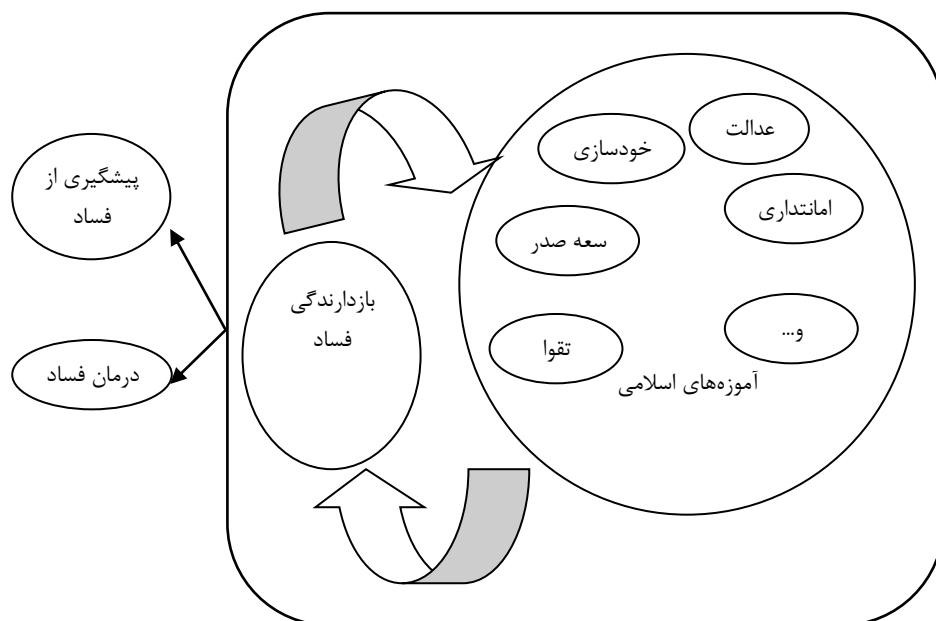 عدالت
خودسازی
امانتداری
سعه صدر
و...
تقوا
آموزه‌های اسلامی
بازدارندگی
فساد
پیشگیری از
فساد
درمان فساد